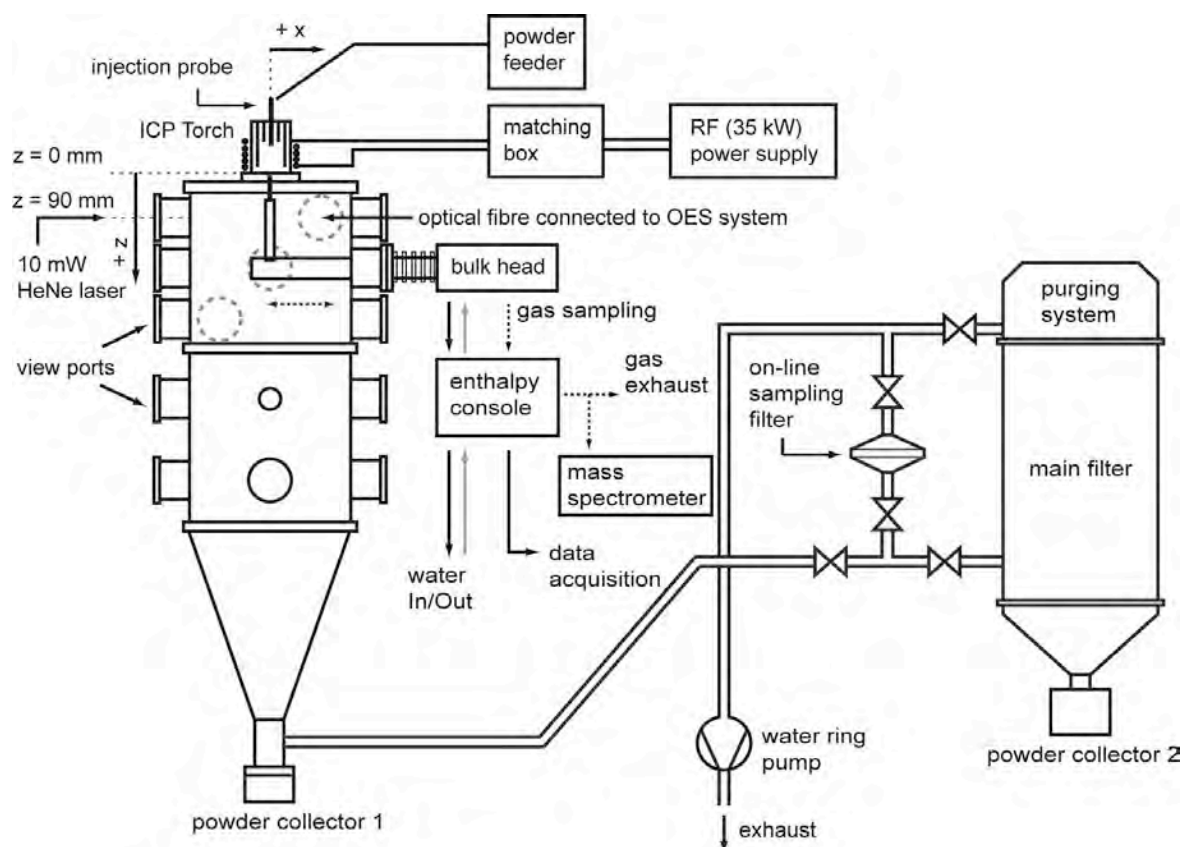 + x
powder
feeder
injection probe
ICP Torch
matching
box
RF (35 kW)
power supply
z = 0 mm
z = 90 mm
+ z
optical fibre connected to OES system
10 mW
HeNe laser
bulk head
gas sampling
view ports
enthalpy
console
gas
exhaust
mass
spectrometer
water
In/Out
data
acquisition
on-line
sampling
filter
purging
system
main filter
water ring
pump
exhaust
powder collector 1
powder collector 2